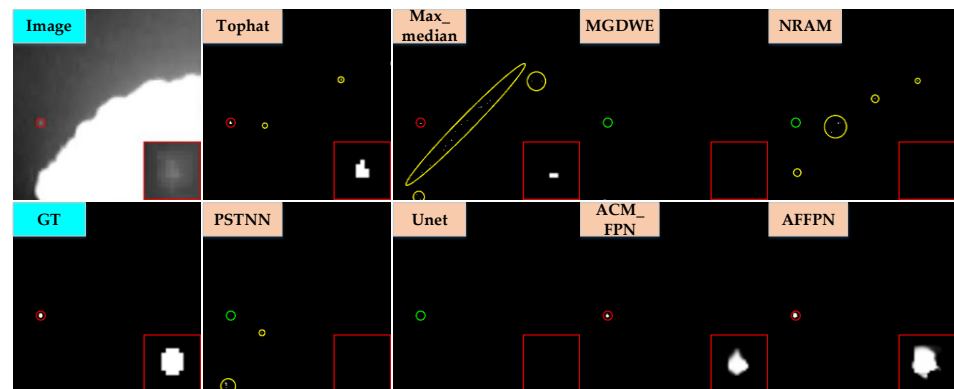 Image
Tophat
Max_
median
MGDWE
NRAM
GT
PSTNN
Unet
ACM_
FPN
AFFPN